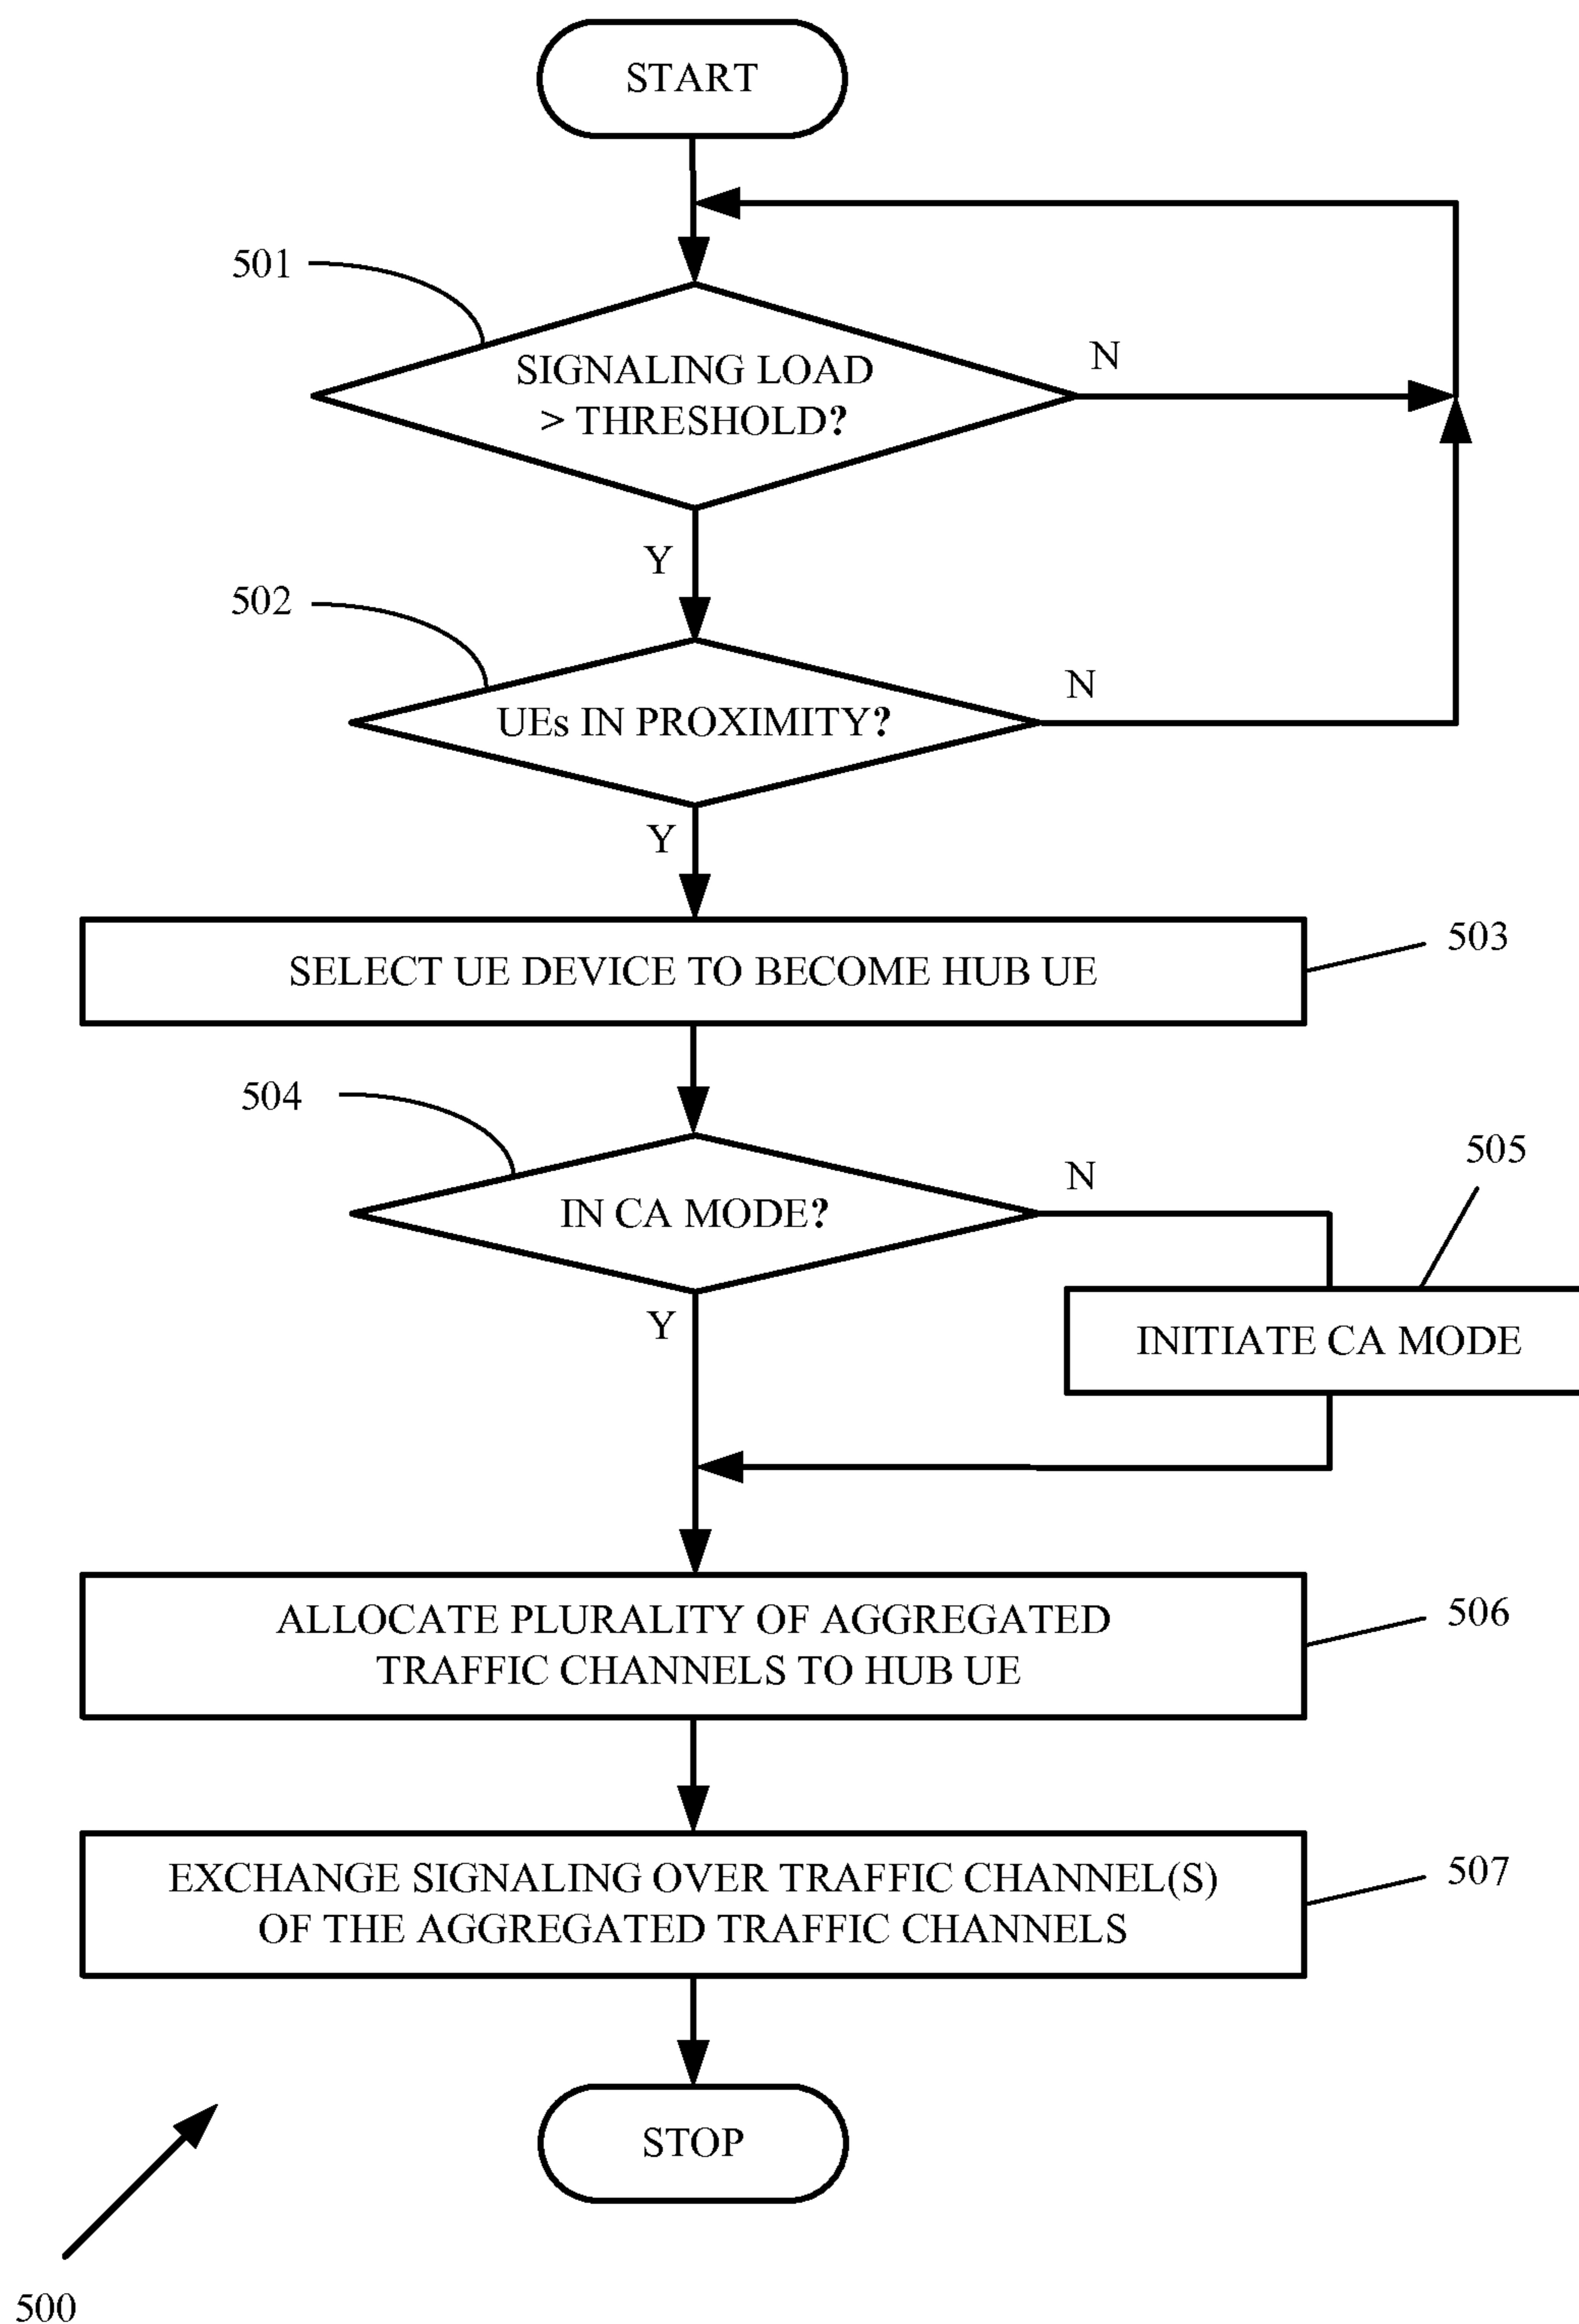 START
501
SIGNALING LOAD
> THRESHOLD?
N
Y
502
UEs IN PROXIMITY?
N
Y
SELECT UE DEVICE TO BECOME HUB UE
503
504
IN CA MODE?
N
505
Y
INITIATE CA MODE
ALLOCATE PLURALITY OF AGGREGATED
TRAFFIC CHANNELS TO HUB UE
506
EXCHANGE SIGNALING OVER TRAFFIC CHANNEL(S)
OF THE AGGREGATED TRAFFIC CHANNELS
507
STOP
500